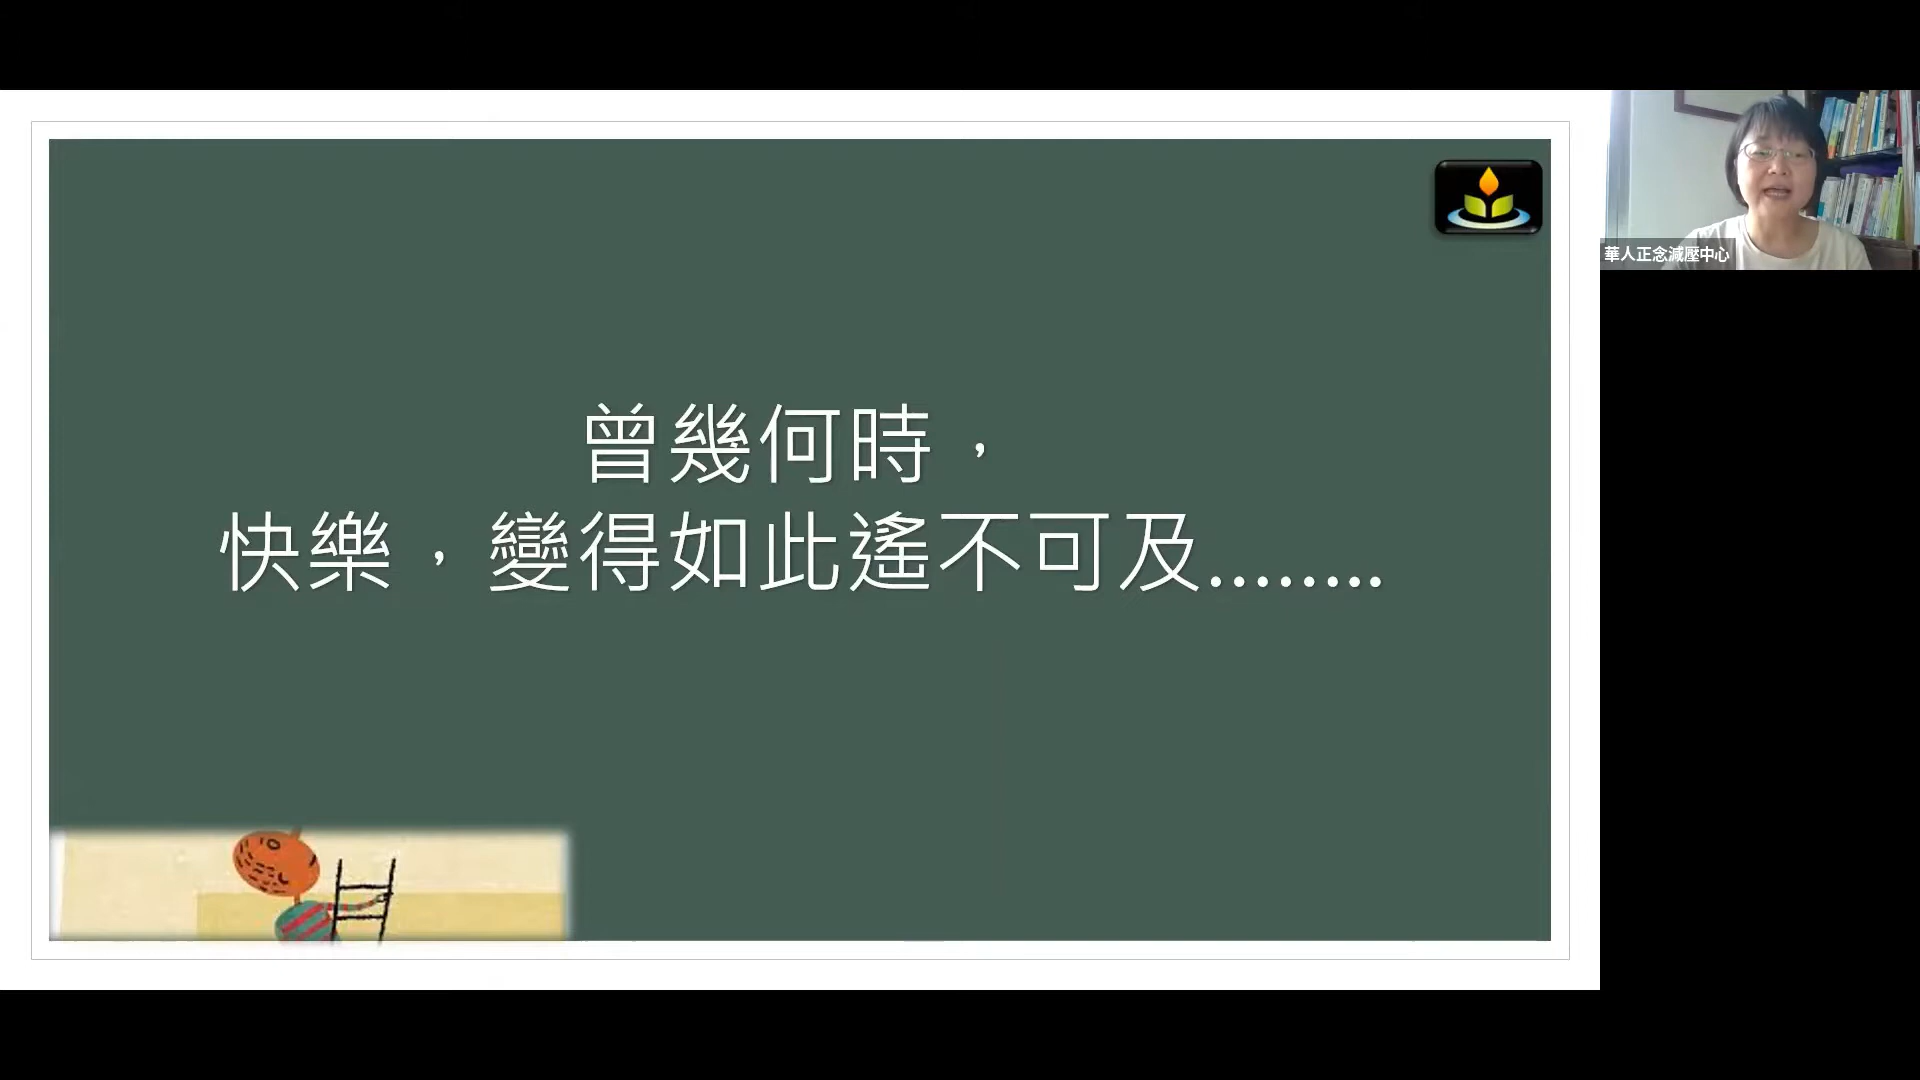 曾幾何時，
快樂，變得如此遙不可及........
華人正念減壓中心